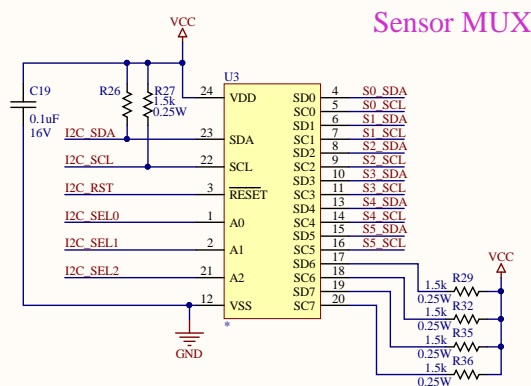 Sensor MUX
VCC
U3
C19
0.1uF
16V
R26
R27
1.5k
0.25W
24 VDD SD0 4 S0_SDA
SC0 5 S0_SCL
SD1 6 S1_SDA
I2C_SDA 23 SDA SC1 7 S1_SCL
SD2 8 S2_SDA
I2C_SCL 22 SCL SC2 9 S2_SCL
SD3 10 S3_SDA
I2C_RST 3 RESET SC3 11 S3_SCL
SD4 13 S4_SDA
I2C_SEL0 1 A0 SC4 14 S4_SCL
SD5 15 S5_SDA
I2C_SEL1 2 A1 SC5 16 S5_SCL
SD6 17
I2C_SEL2 21 A2 SC6 18
SD7 19
12 VSS SC7 20
*
GND
VCC
1.5k R29
0.25W
1.5k R32
0.25W
1.5k R35
0.25W
1.5k R36
0.25W